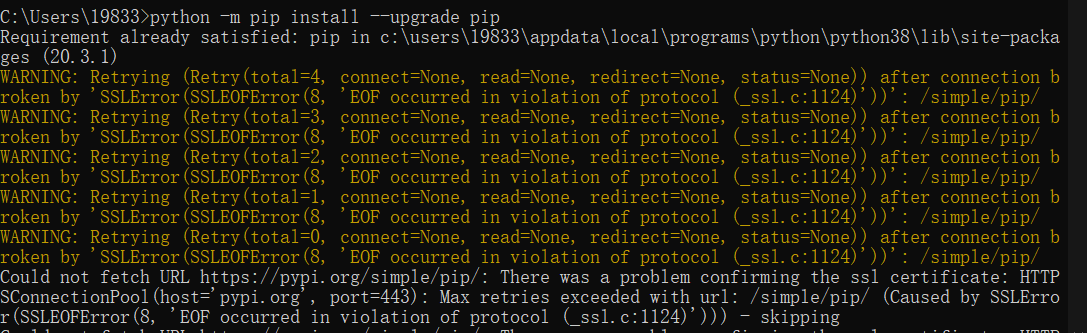 C:\Users\19833>python -m pip install --upgrade pip
Requirement already satisfied: pip in c:\users\19833\appdata\local\programs\python\python38\lib\site-packa
ges (20.3.1)
WARNING: Retrying (Retry(total=4, connect=None, read=None, redirect=None, status=None)) after connection b
roken by 'SSLError(SSLEOFError(8, 'EOF occurred in violation of protocol (_ssl.c:1124)'))': /simple/pip/
WARNING: Retrying (Retry(total=3, connect=None, read=None, redirect=None, status=None)) after connection b
roken by 'SSLError(SSLEOFError(8, 'EOF occurred in violation of protocol (_ssl.c:1124)'))': /simple/pip/
WARNING: Retrying (Retry(total=2, connect=None, read=None, redirect=None, status=None)) after connection b
roken by 'SSLError(SSLEOFError(8, 'EOF occurred in violation of protocol (_ssl.c:1124)'))': /simple/pip/
WARNING: Retrying (Retry(total=1, connect=None, read=None, redirect=None, status=None)) after connection b
roken by 'SSLError(SSLEOFError(8, 'EOF occurred in violation of protocol (_ssl.c:1124)'))': /simple/pip/
WARNING: Retrying (Retry(total=0, connect=None, read=None, redirect=None, status=None)) after connection b
roken by 'SSLError(SSLEOFError(8, 'EOF occurred in violation of protocol (_ssl.c:1124)'))': /simple/pip/
Could not fetch URL https://pypi.org/simple/pip/: There was a problem confirming the ssl certificate: HTTP
SConnectionPool(host='pypi.org', port=443): Max retries exceeded with url: /simple/pip/ (Caused by SSLErro
r(SSLEOFError(8, 'EOF occurred in violation of protocol (_ssl.c:1124)'))) - skipping